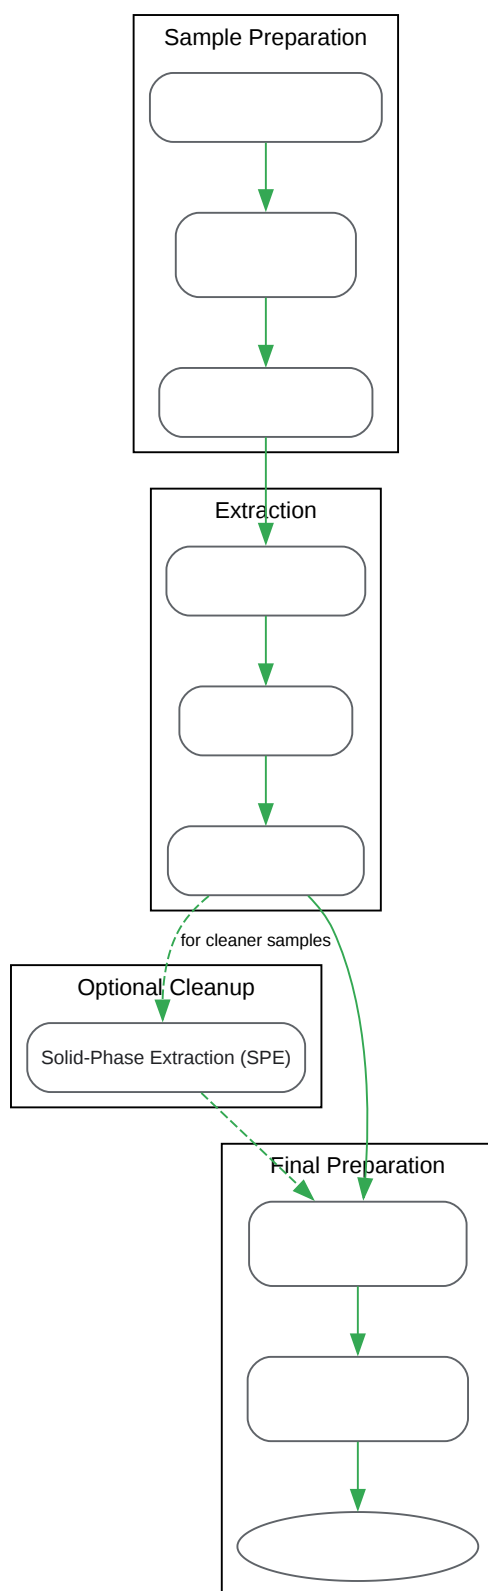 Sample Preparation
Extraction
for cleaner samples
Optional Cleanup
Solid-Phase Extraction (SPE)
Final Preparation